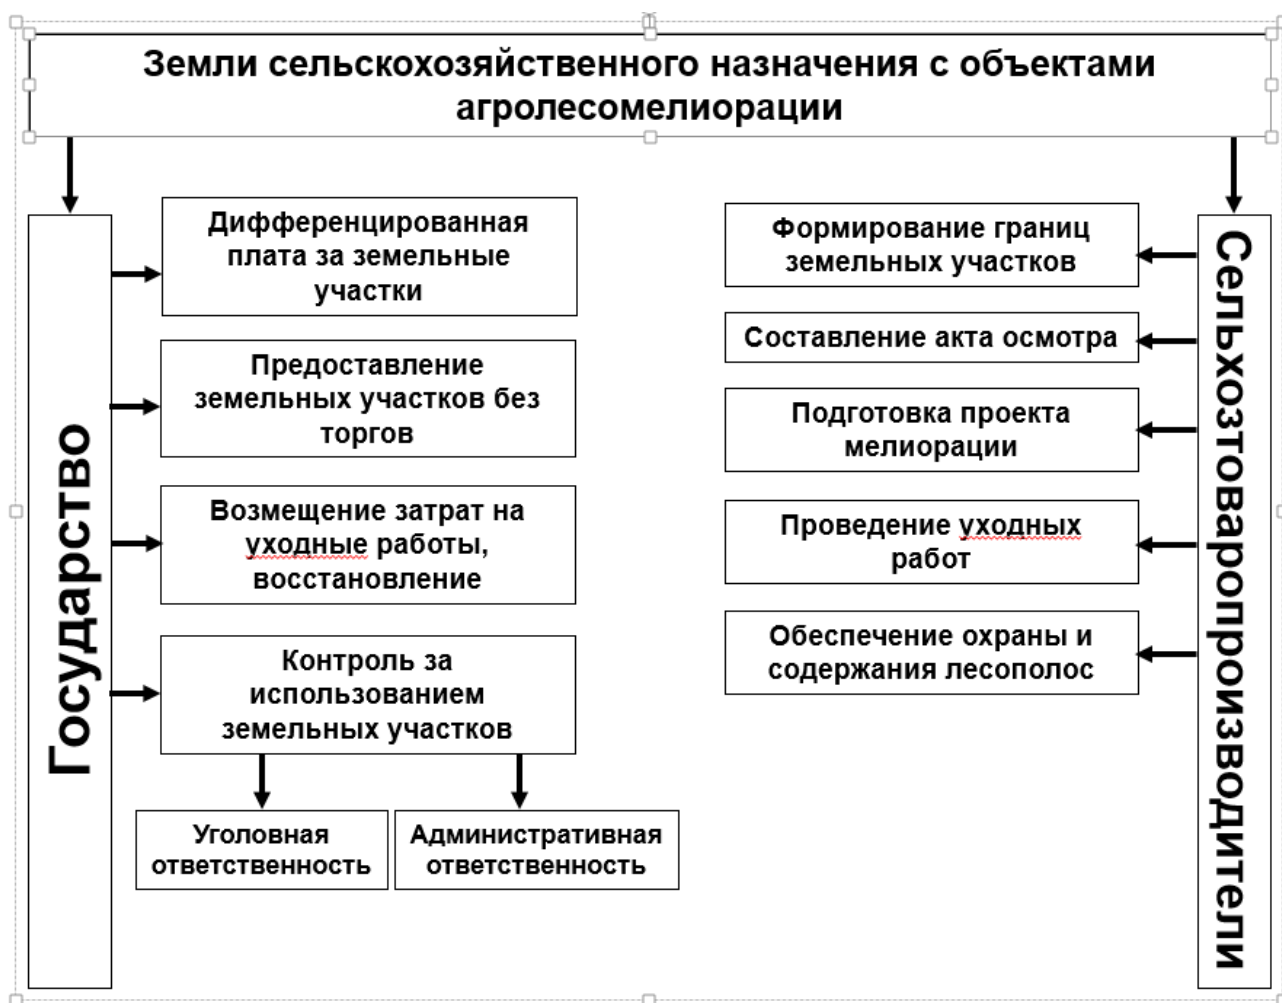 Земли сельскохозяйственного назначения с объектами
агролесомелиорации
Государство
Дифференцированная
плата за земельные
участки
Предоставление
земельных участков без
торгов
Возмещение затрат на
уходные работы,
восстановление
Контроль за
использованием
земельных участков
Уголовная
ответственность
Административная
ответственность
Формирование границ
земельных участков
Составление акта осмотра
Подготовка проекта
мелиорации
Проведение уходных
работ
Обеспечение охраны и
содержания лесополос
Сельхозтоваропроизводители